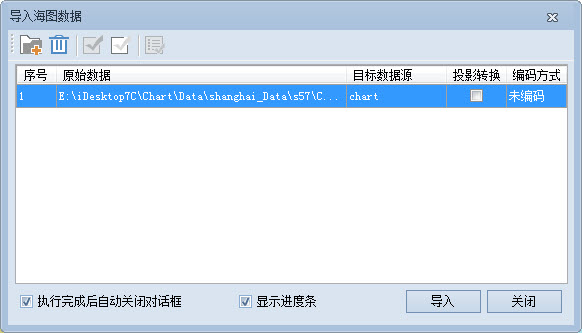 导入海图数据
序号 原始数据 目标数据源 投影转换 编码方式
1 E:\iDesktop7C\Chart\Data\shanghai_Data\s57\C... chart 未编码
执行完成后自动关闭对话框 显示进度条 导入 关闭